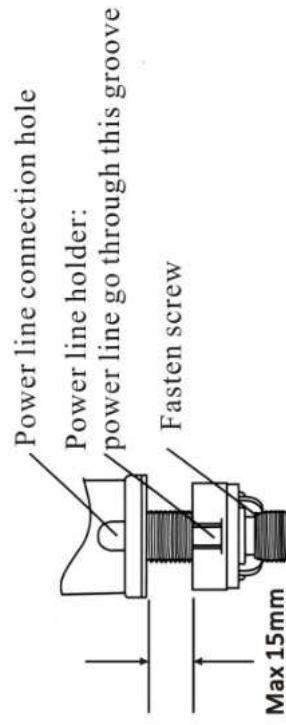 Power line connection hole
Power line holder:
power line go through this groove
Fasten screw
Max 15mm